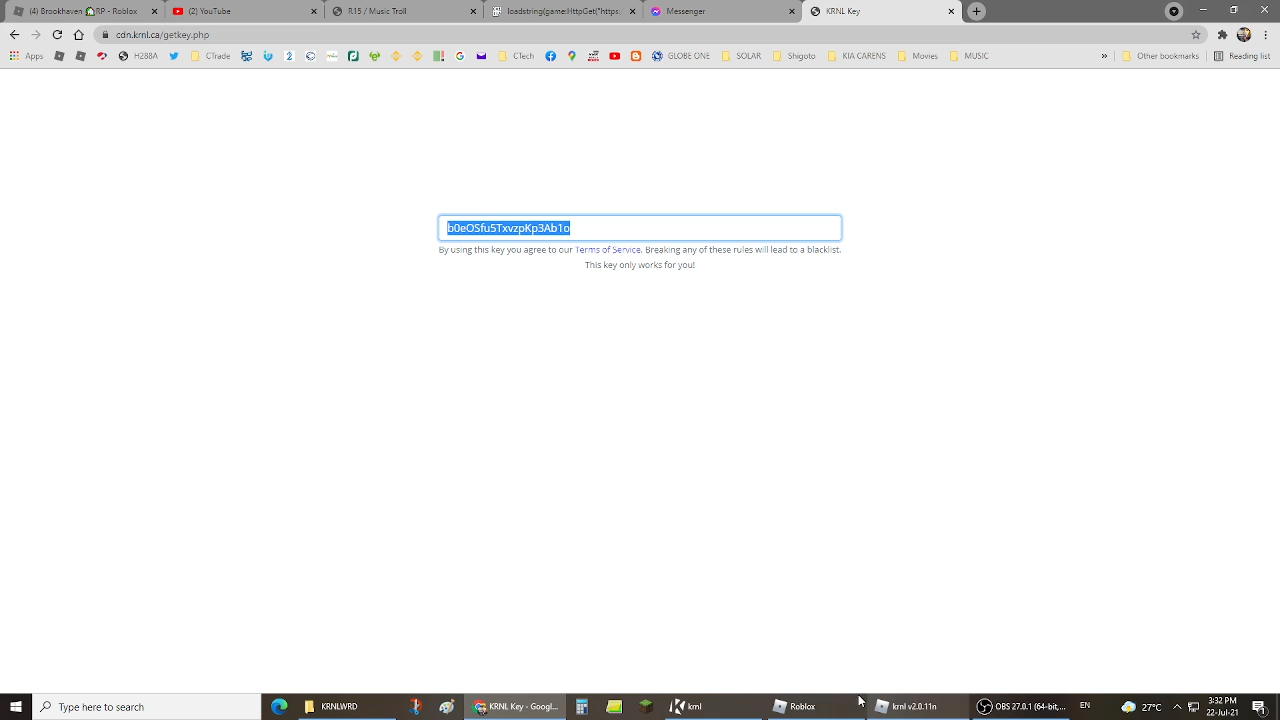 (4) Brookhaven RP - Roblox
(2) YouTube
R15 / Music Troll
loadstring(game:HttpGet("https:
Messenger
KRNL Key
cdn.krnl.ca/getkey.php
Apps
H288A
CTrade
CTech
GLOBE ONE
SOLAR
Shigoto
KIA CARENS
Movies
MUSIC
»
Other bookmarks
Reading list
b0eOSfu5TxvzpKp3Ab1o
By using this key you agree to our Terms of Service. Breaking any of these rules will lead to a blacklist.
This key only works for you!
Type here to search
KRNLWRD
KRNL Key - Googl...
krnl
Roblox
krnl v2.0.11n
OBS 27.0.1 (64-bit,...
EN
27°C
3:32 PM
22-Jul-21